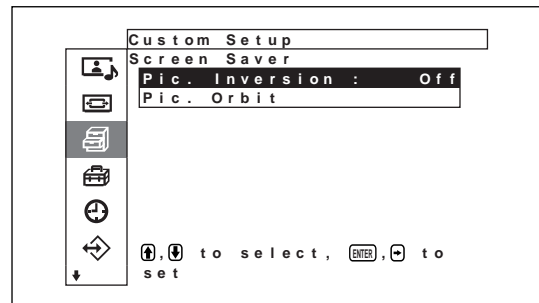 Custom Setup
Screen Saver
Pic. Inversion : Off
Pic. Orbit
↑,↓ to select, ENTER,→ to
set